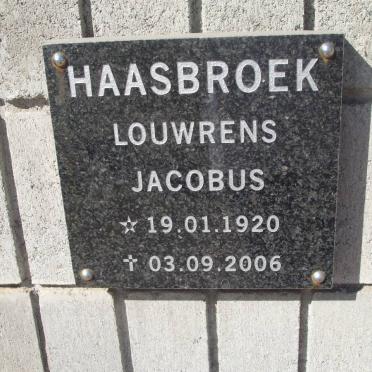 HAASBROEK
LOUWRENS
JACOBUS
☆ 19.01.1920
✝ 03.09.2006